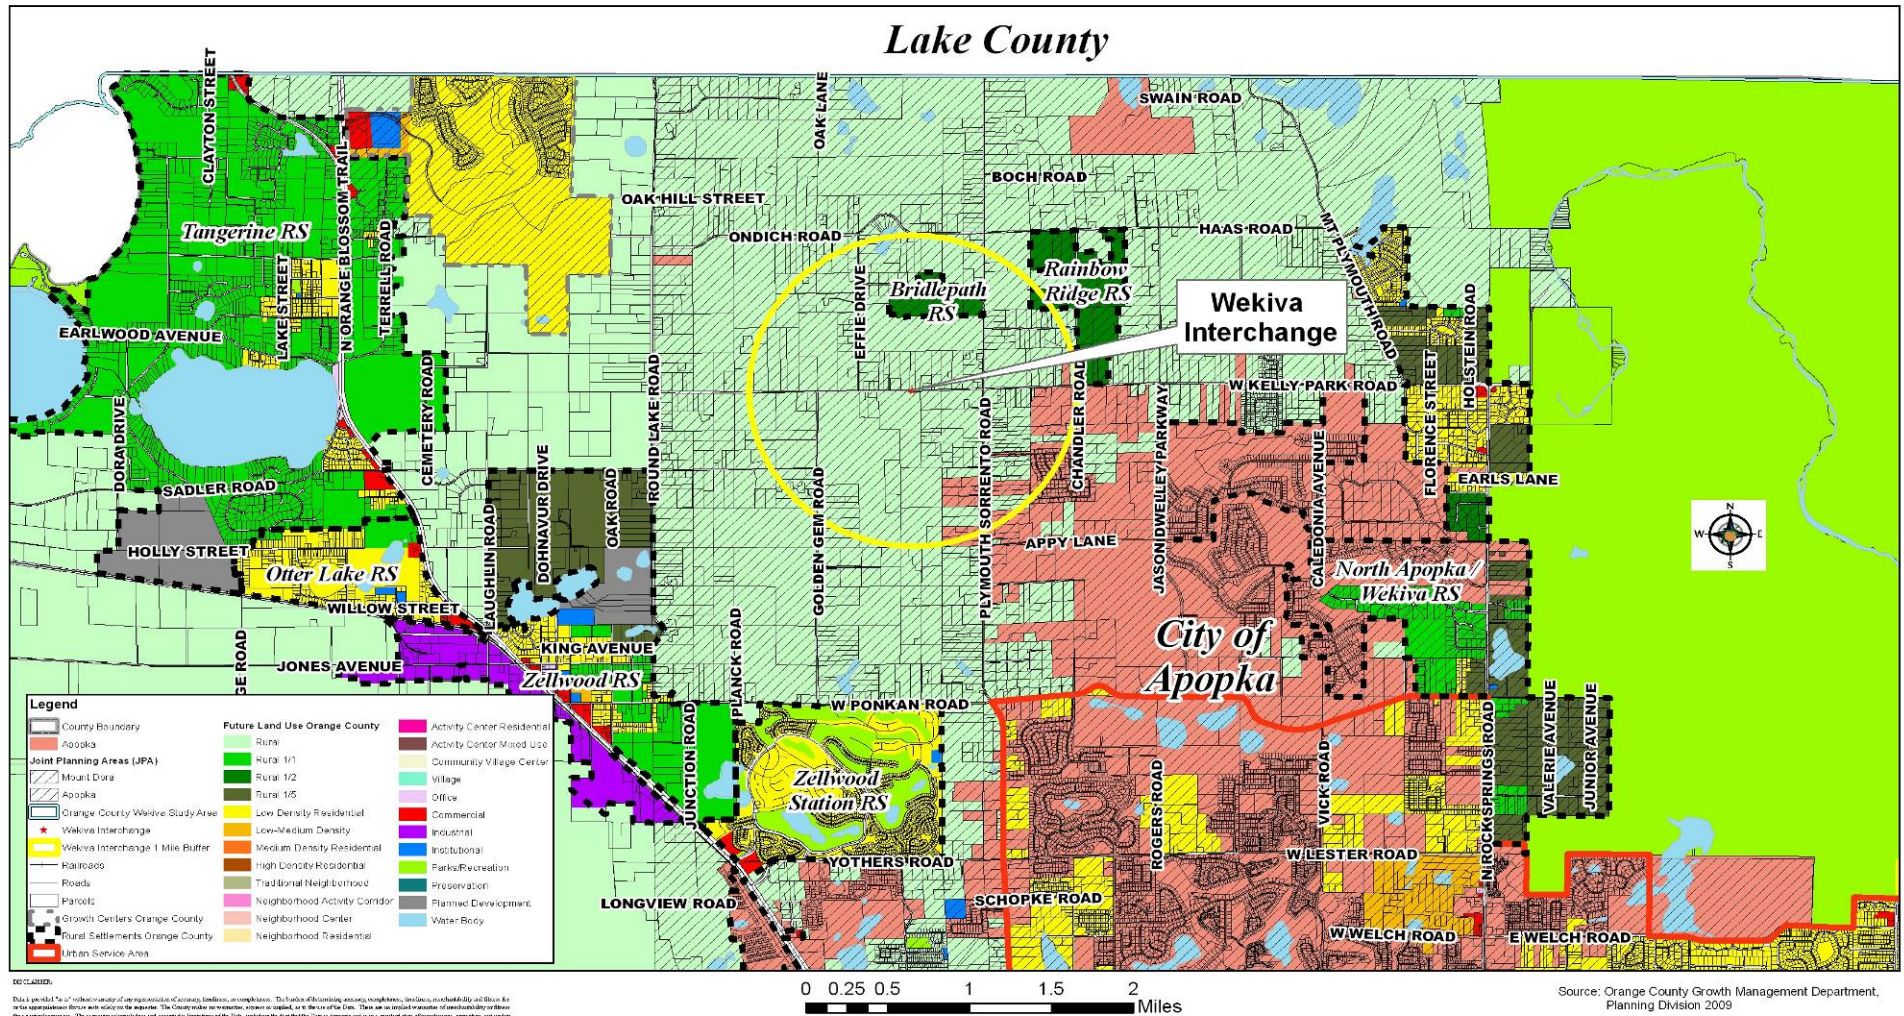 Lake County
CLAYTON STREET
OAK LANE
SWAIN ROAD
N ORANGE BLOSSOM TRAIL
BOCH ROAD
OAK HILL STREET
Tangerine RS
TERRELL ROAD
ONDICH ROAD
HAAS ROAD
MT PLYMOUTH ROAD
LAKE STREET
EFFIE DRIVE
Bridlepath
RS
Rainbow
Ridge RS
Wekiva
Interchange
HOLSTEIN ROAD
EARLWOOD AVENUE
CEMETERY ROAD
ROUND LAKE ROAD
W KELLY PARK ROAD
FLORENCE STREET
DORA DRIVE
PLYMOUTH SORRENTO ROAD
CHANDLER ROAD
JASON DWELLEY PARKWAY
CALEDONIA AVENUE
SADLER ROAD
DOHNAVUR DRIVE
OAK ROAD
GOLDEN GEM ROAD
EARLS LANE
HOLLY STREET
LAUGHLIN ROAD
APPY LANE
N
W
E
S
Otter Lake RS
North Apopka /
Wekiva RS
WILLOW STREET
City of
Apopka
KING AVENUE
PLANCK ROAD
GE ROAD
JONES AVENUE
Zellwood RS
W PONKAN ROAD
JUNCTION ROAD
Zellwood
Station RS
ROGERS ROAD
VICK ROAD
N ROCK SPRINGS ROAD
VALERIE AVENUE
JUNIOR AVENUE
YOTHERS ROAD
W LESTER ROAD
LONGVIEW ROAD
SCHOPKE ROAD
W WELCH ROAD
E WELCH ROAD
Legend
County Boundary
Apopka
Joint Planning Areas (JPA)
Mount Dora
Apopka
Orange County Wekiva Study Area
Wekiva Interchange
Wekiva Interchange 1 Mile Buffer
Railroads
Roads
Parcels
Growth Centers Orange County
Rural Settlements Orange County
Urban Service Area
Future Land Use Orange County
Rural
Rural 1/1
Rural 1/2
Rural 1/5
Low Density Residential
Low-Medium Density
Medium Density Residential
High Density Residential
Traditional Neighborhood
Neighborhood Activity Corridor
Neighborhood Center
Neighborhood Residential
Activity Center Residential
Activity Center Mixed Use
Community Village Center
Village
Office
Commercial
Industrial
Institutional
Parks/Recreation
Preservation
Planned Development
Water Body
0 0.25 0.5 1 1.5 2
Miles
Source: Orange County Growth Management Department,
Planning Division 2009
DISCLAIMER: